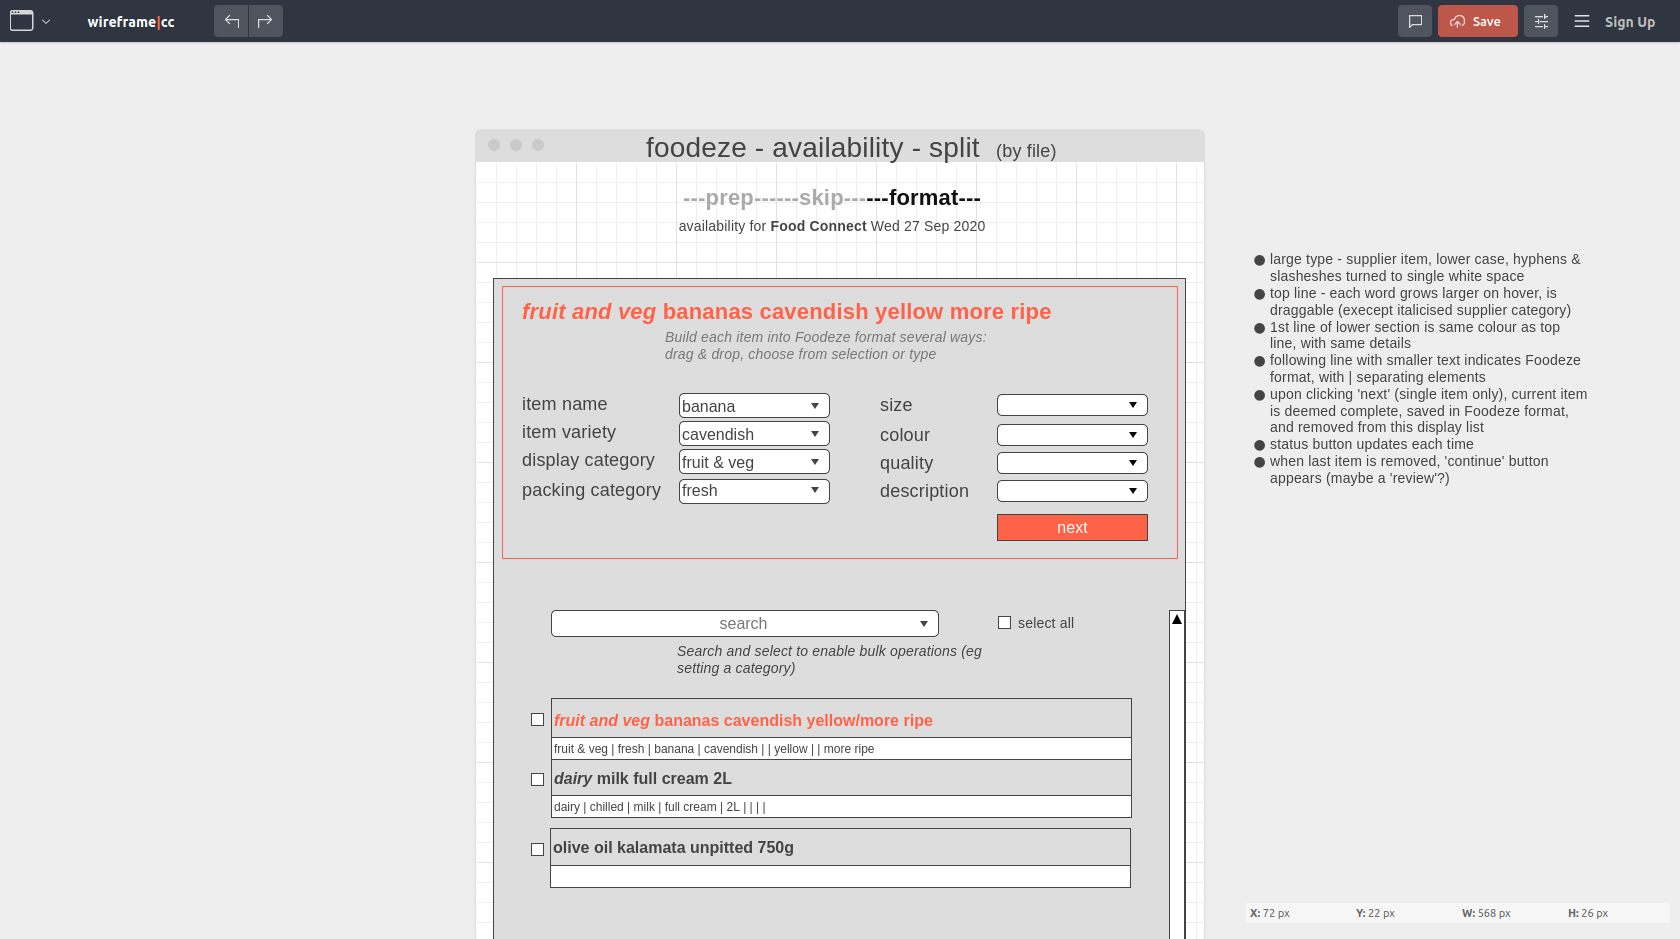 wireframe|cc
Save
Sign Up
foodeze - availability - split (by file)
---prep------skip------format---
availability for Food Connect Wed 27 Sep 2020
fruit and veg bananas cavendish yellow more ripe
Build each item into Foodeze format several ways:
drag & drop, choose from selection or type
item name banana size
item variety cavendish colour
display category fruit & veg quality
packing category fresh description
next
search
select all
Search and select to enable bulk operations (eg
setting a category)
fruit and veg bananas cavendish yellow/more ripe
fruit & veg | fresh | banana | cavendish | | yellow | | more ripe
dairy milk full cream 2L
dairy | chilled | milk | full cream | 2L | | | |
olive oil kalamata unpitted 750g
large type - supplier item, lower case, hyphens &
slasheshes turned to single white space
top line - each word grows larger on hover, is
draggable (execept italicised supplier category)
1st line of lower section is same colour as top
line, with same details
following line with smaller text indicates Foodeze
format, with | separating elements
upon clicking 'next' (single item only), current item
is deemed complete, saved in Foodeze format,
and removed from this display list
status button updates each time
when last item is removed, 'continue' button
appears (maybe a 'review'?)
X: 72 px Y: 22 px W: 568 px H: 26 px